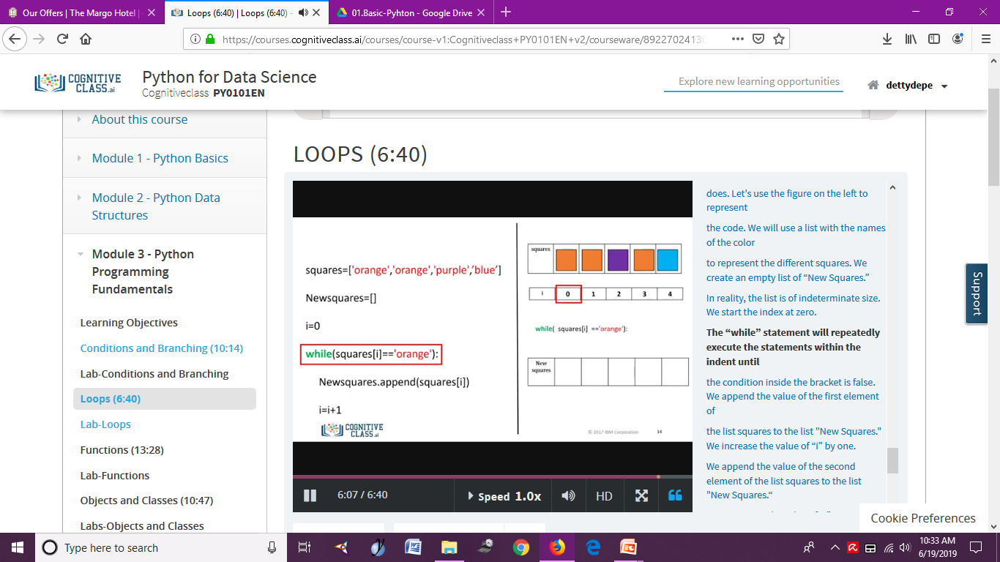 Our Offers | The Margo Hotel |
Loops (6:40) | Loops (6:40) -
01.Basic-Pyhton - Google Drive
https://courses.cognitiveclass.ai/courses/course-v1:Cognitiveclass+PY0101EN+v2/courseware/89227024130
COGNITIVE
CLASS.ai
Python for Data Science
Cognitiveclass PY0101EN
Explore new learning opportunities
dettydepe
About this course
Module 1 - Python Basics
Module 2 - Python Data
Structures
Module 3 - Python
Programming
Fundamentals
Learning Objectives
Conditions and Branching (10:14)
Lab-Conditions and Branching
Loops (6:40)
Lab-Loops
Functions (13:28)
Lab-Functions
Objects and Classes (10:47)
Labs-Objects and Classes
LOOPS (6:40)
squares=['orange','orange','purple','blue’]
Newsquares=[]
i=0
while(squares[i]=='orange'):
Newsquares.append(squares[i])
i=i+1
COGNITIVE
CLASS.ai
squares
i 0 1 2 3 4
while( squares[i] =='orange'):
New
squares
© 2017 IBM Corporation 14
6:07 / 6:40
Speed 1.0x
HD
does. Let's use the figure on the left to
represent
the code. We will use a list with the names
of the color
to represent the different squares. We
create an empty list of “New Squares.”
In reality, the list is of indeterminate size.
We start the index at zero.
The “while” statement will repeatedly
execute the statements within the
indent until
the condition inside the bracket is false.
We append the value of the first element
of
the list squares to the list "New Squares."
We increase the value of “i” by one.
We append the value of the second
element of the list squares to the list
"New Squares.“
Support
Cookie Preferences
Type here to search
10:33 AM
6/19/2019